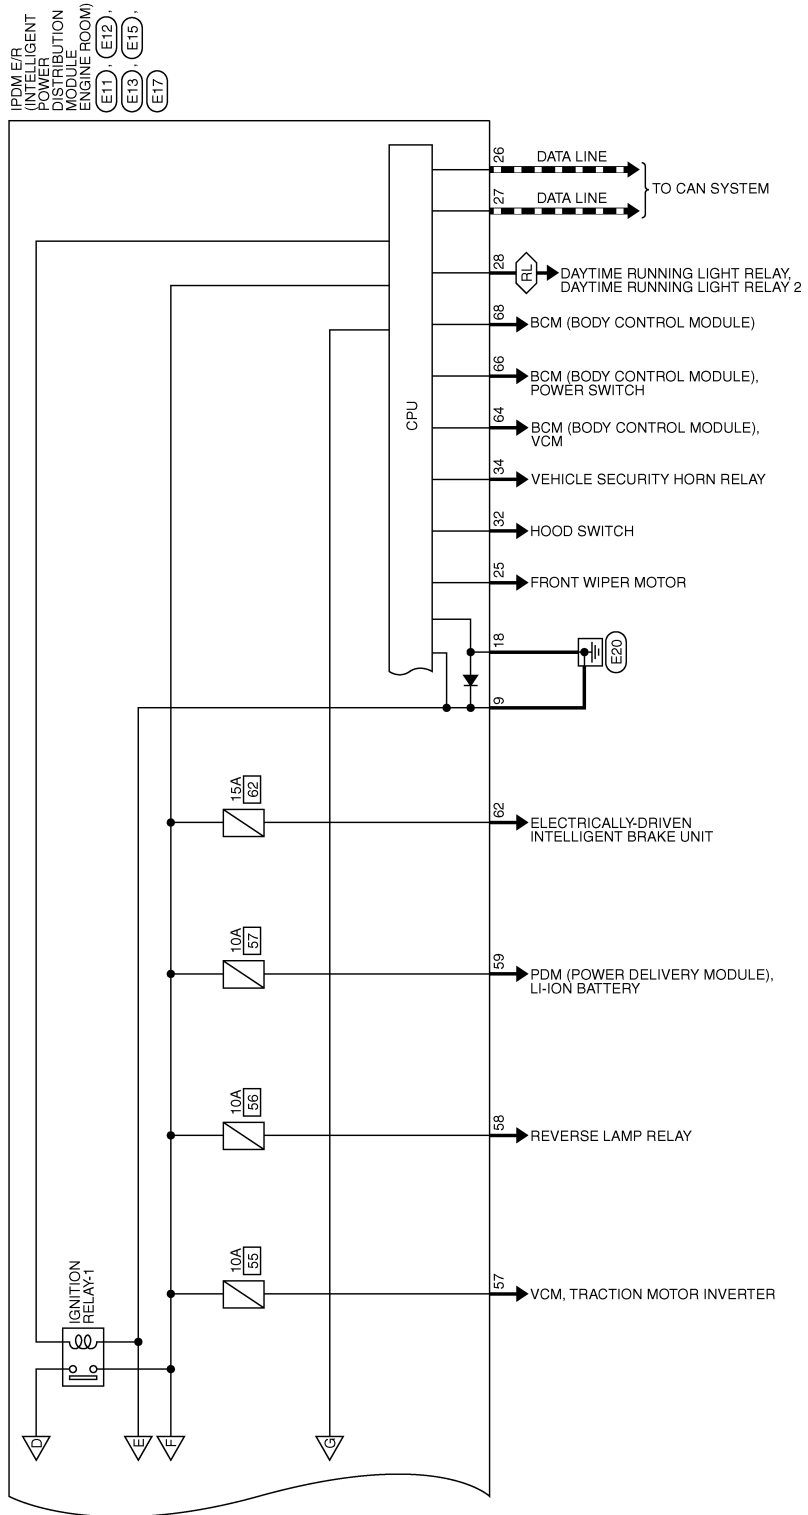 IPDM E/R
(INTELLIGENT
POWER
DISTRIBUTION
MODULE
ENGINE ROOM)
E11 , E12 ,
E13 , E15 ,
E17
26
DATA LINE
27
DATA LINE
TO CAN SYSTEM
28
RL
DAYTIME RUNNING LIGHT RELAY,
DAYTIME RUNNING LIGHT RELAY 2
68
BCM (BODY CONTROL MODULE)
66
BCM (BODY CONTROL MODULE),
POWER SWITCH
CPU
64
BCM (BODY CONTROL MODULE),
VCM
34
VEHICLE SECURITY HORN RELAY
32
HOOD SWITCH
25
FRONT WIPER MOTOR
18
E20
9
15A
62
62
ELECTRICALLY-DRIVEN
INTELLIGENT BRAKE UNIT
10A
57
59
PDM (POWER DELIVERY MODULE),
LI-ION BATTERY
10A
56
58
REVERSE LAMP RELAY
10A
55
57
VCM, TRACTION MOTOR INVERTER
IGNITION
RELAY-1
D
E
F
G